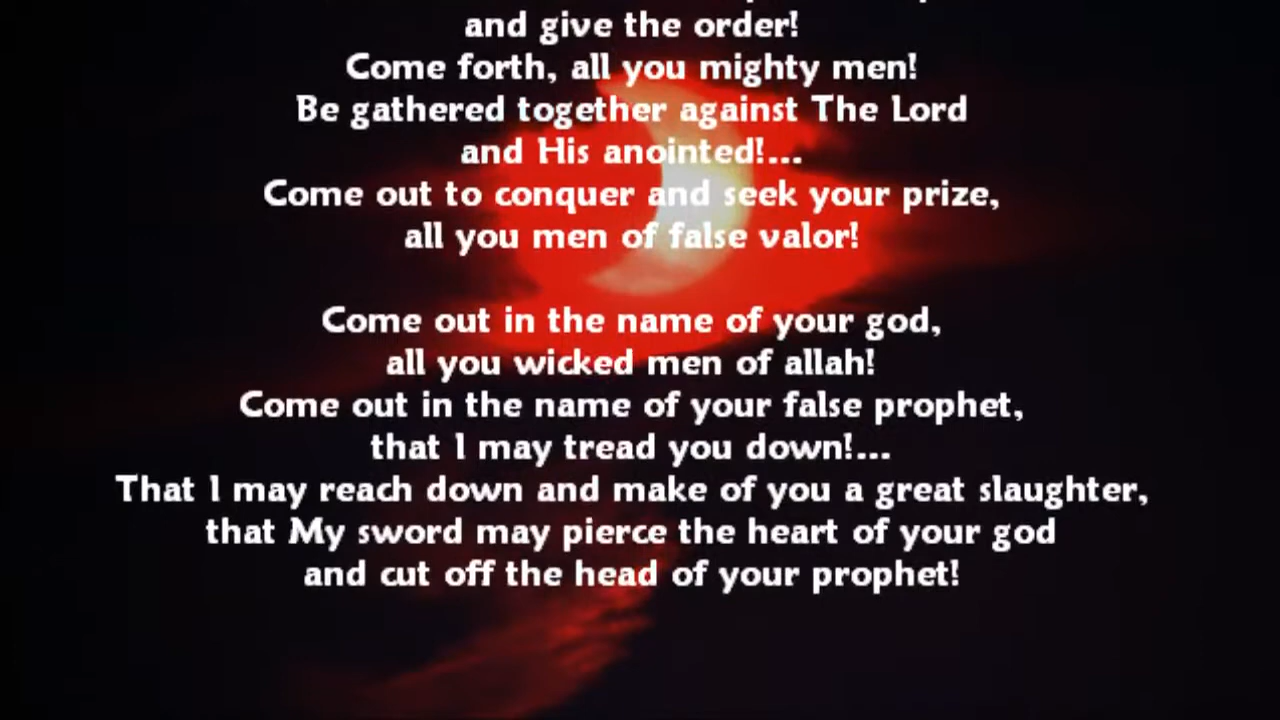 and give the order!
Come forth, all you mighty men!
Be gathered together against The Lord
and His anointed!...
Come out to conquer and seek your prize,
all you men of false valor!
Come out in the name of your god,
all you wicked men of allah!
Come out in the name of your false prophet,
that I may tread you down!...
That I may reach down and make of you a great slaughter,
that My sword may pierce the heart of your god
and cut off the head of your prophet!